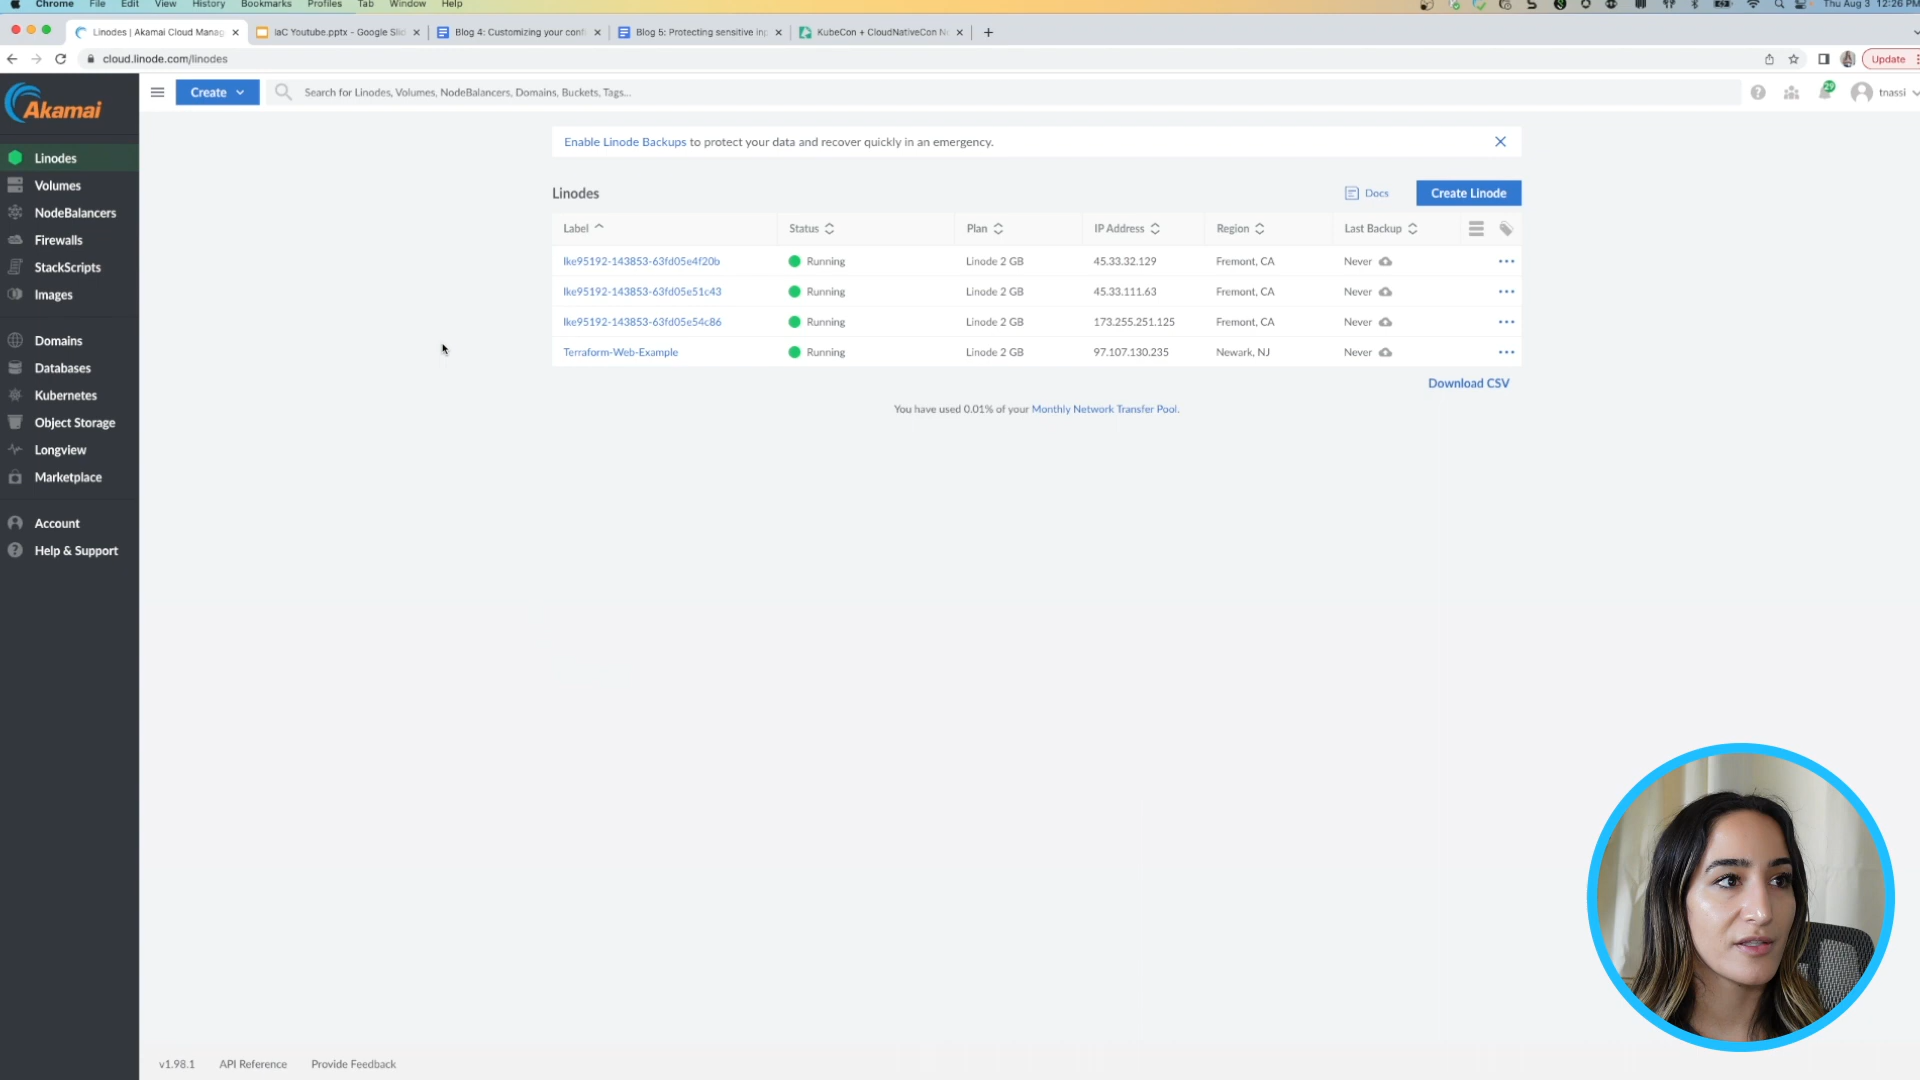 Chrome File Edit View History Bookmarks Profiles Tab Window Help Thu Aug 3 12:26 PM
Linodes | Akamai Cloud Manag IaC Youtube.pptx - Google Slid Blog 4: Customizing your conf Blog 5: Protecting sensitive inp KubeCon + CloudNativeCon No
cloud.linode.com/linodes Update
Akamai Create Search for Linodes, Volumes, NodeBalancers, Domains, Buckets, Tags... 29 tnassi
Enable Linode Backups to protect your data and recover quickly in an emergency.
Linodes
Volumes
NodeBalancers
Firewalls
StackScripts
Images
Domains
Databases
Kubernetes
Object Storage
Longview
Marketplace
Account
Help & Support
Linodes Docs Create Linode
Label Status Plan IP Address Region Last Backup
lke95192-143853-63fd05e4f20b Running Linode 2 GB 45.33.32.129 Fremont, CA Never
lke95192-143853-63fd05e51c43 Running Linode 2 GB 45.33.111.63 Fremont, CA Never
lke95192-143853-63fd05e54c86 Running Linode 2 GB 173.255.251.125 Fremont, CA Never
Terraform-Web-Example Running Linode 2 GB 97.107.130.235 Newark, NJ Never
Download CSV
You have used 0.01% of your Monthly Network Transfer Pool.
v1.98.1 API Reference Provide Feedback